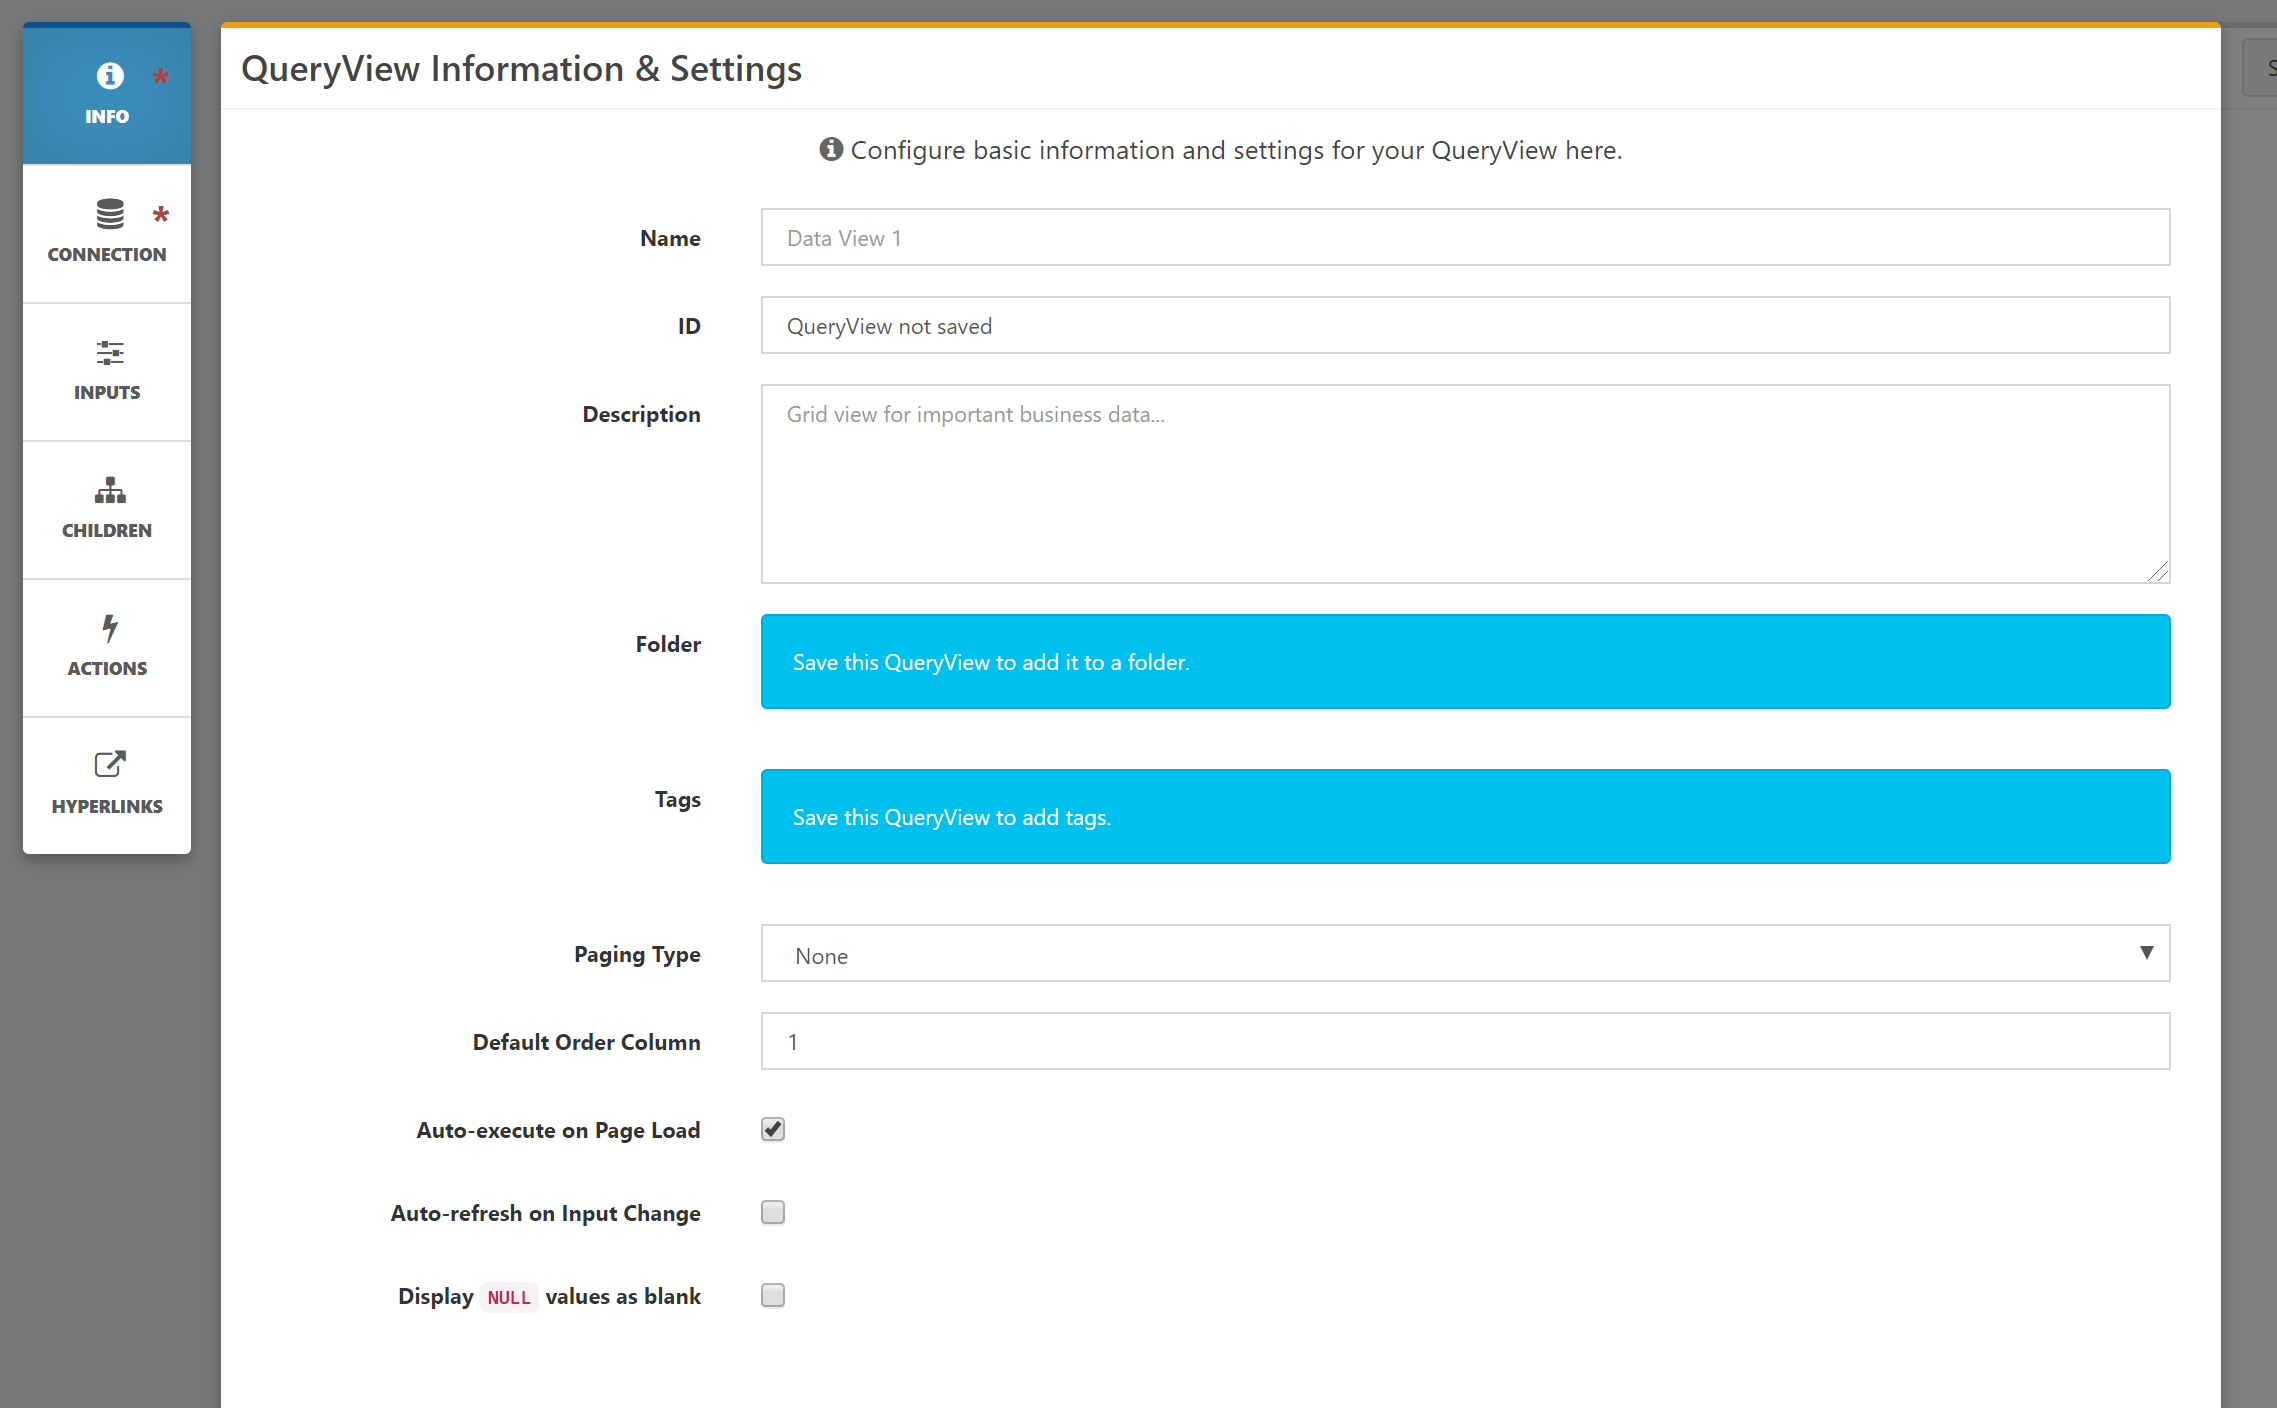 INFO *
CONNECTION *
INPUTS
CHILDREN
ACTIONS
HYPERLINKS
QueryView Information & Settings
Configure basic information and settings for your QueryView here.
Name
Data View 1
ID
QueryView not saved
Description
Grid view for important business data...
Folder
Save this QueryView to add it to a folder.
Tags
Save this QueryView to add tags.
Paging Type
None
Default Order Column
1
Auto-execute on Page Load
Auto-refresh on Input Change
Display NULL values as blank